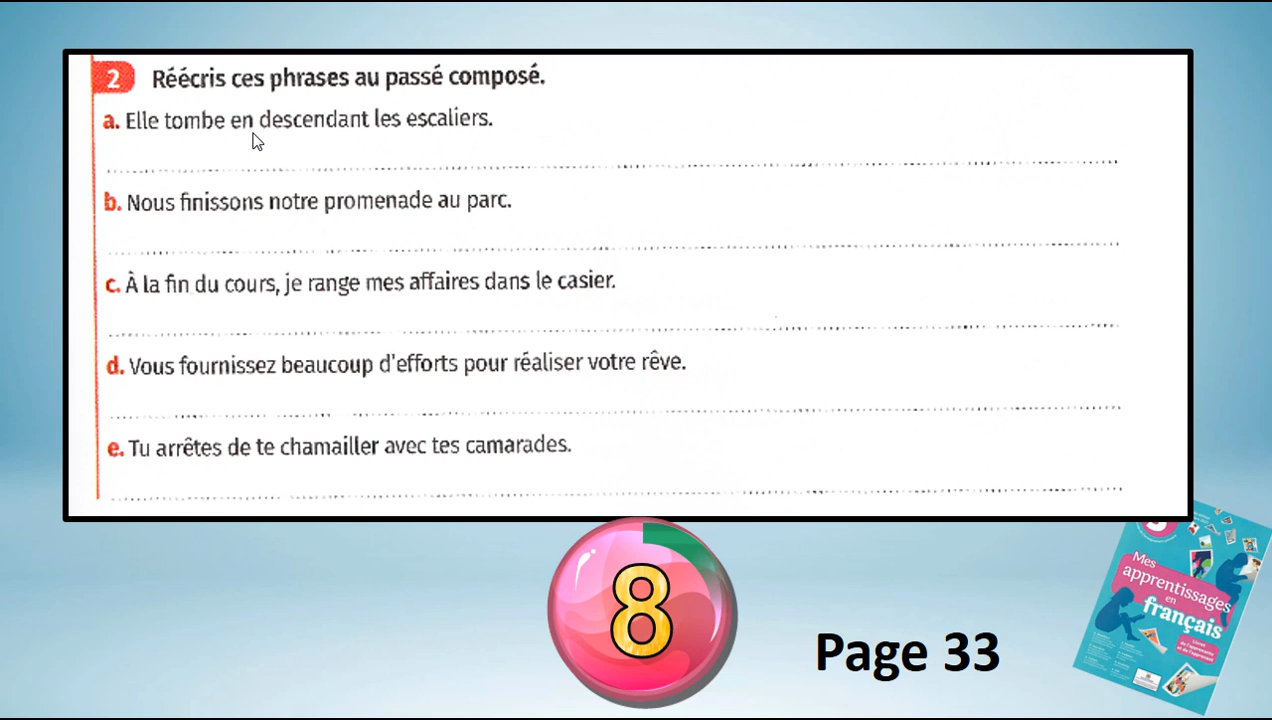 2 Réécris ces phrases au passé composé.
a. Elle tombe en descendant les escaliers.
b. Nous finissons notre promenade au parc.
c. À la fin du cours, je range mes affaires dans le casier.
d. Vous fournissez beaucoup d'efforts pour réaliser votre rêve.
e. Tu arrêtes de te chamailler avec tes camarades.
8
Page 33
Mes
apprentissages
en
français